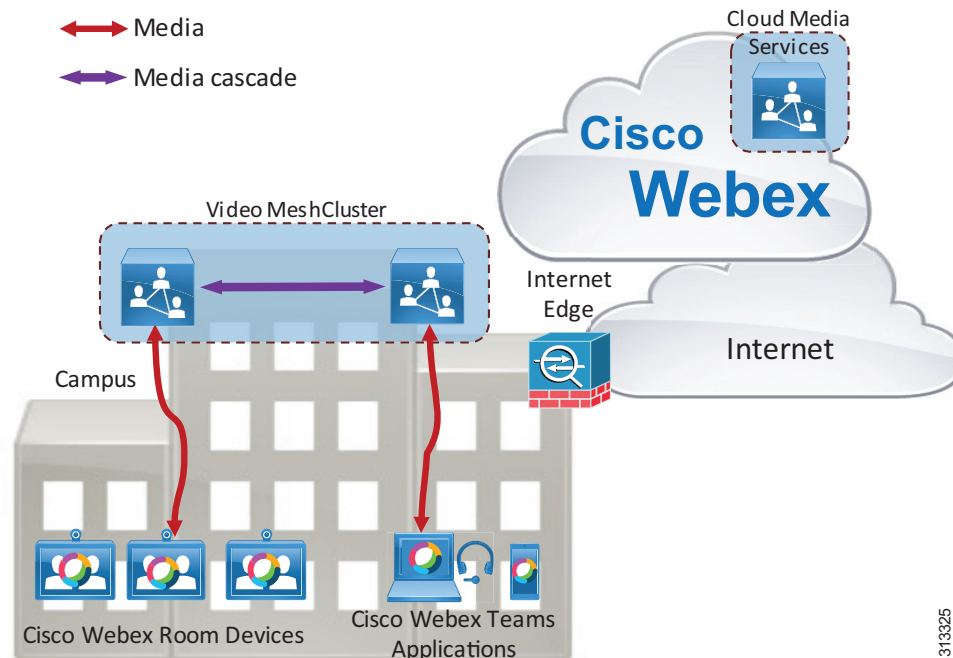 Media
Media cascade
Cloud Media
Services
Cisco
Webex
Video MeshCluster
Internet
Edge
Internet
Campus
Cisco Webex Room Devices
Cisco Webex Teams
Applications
313325